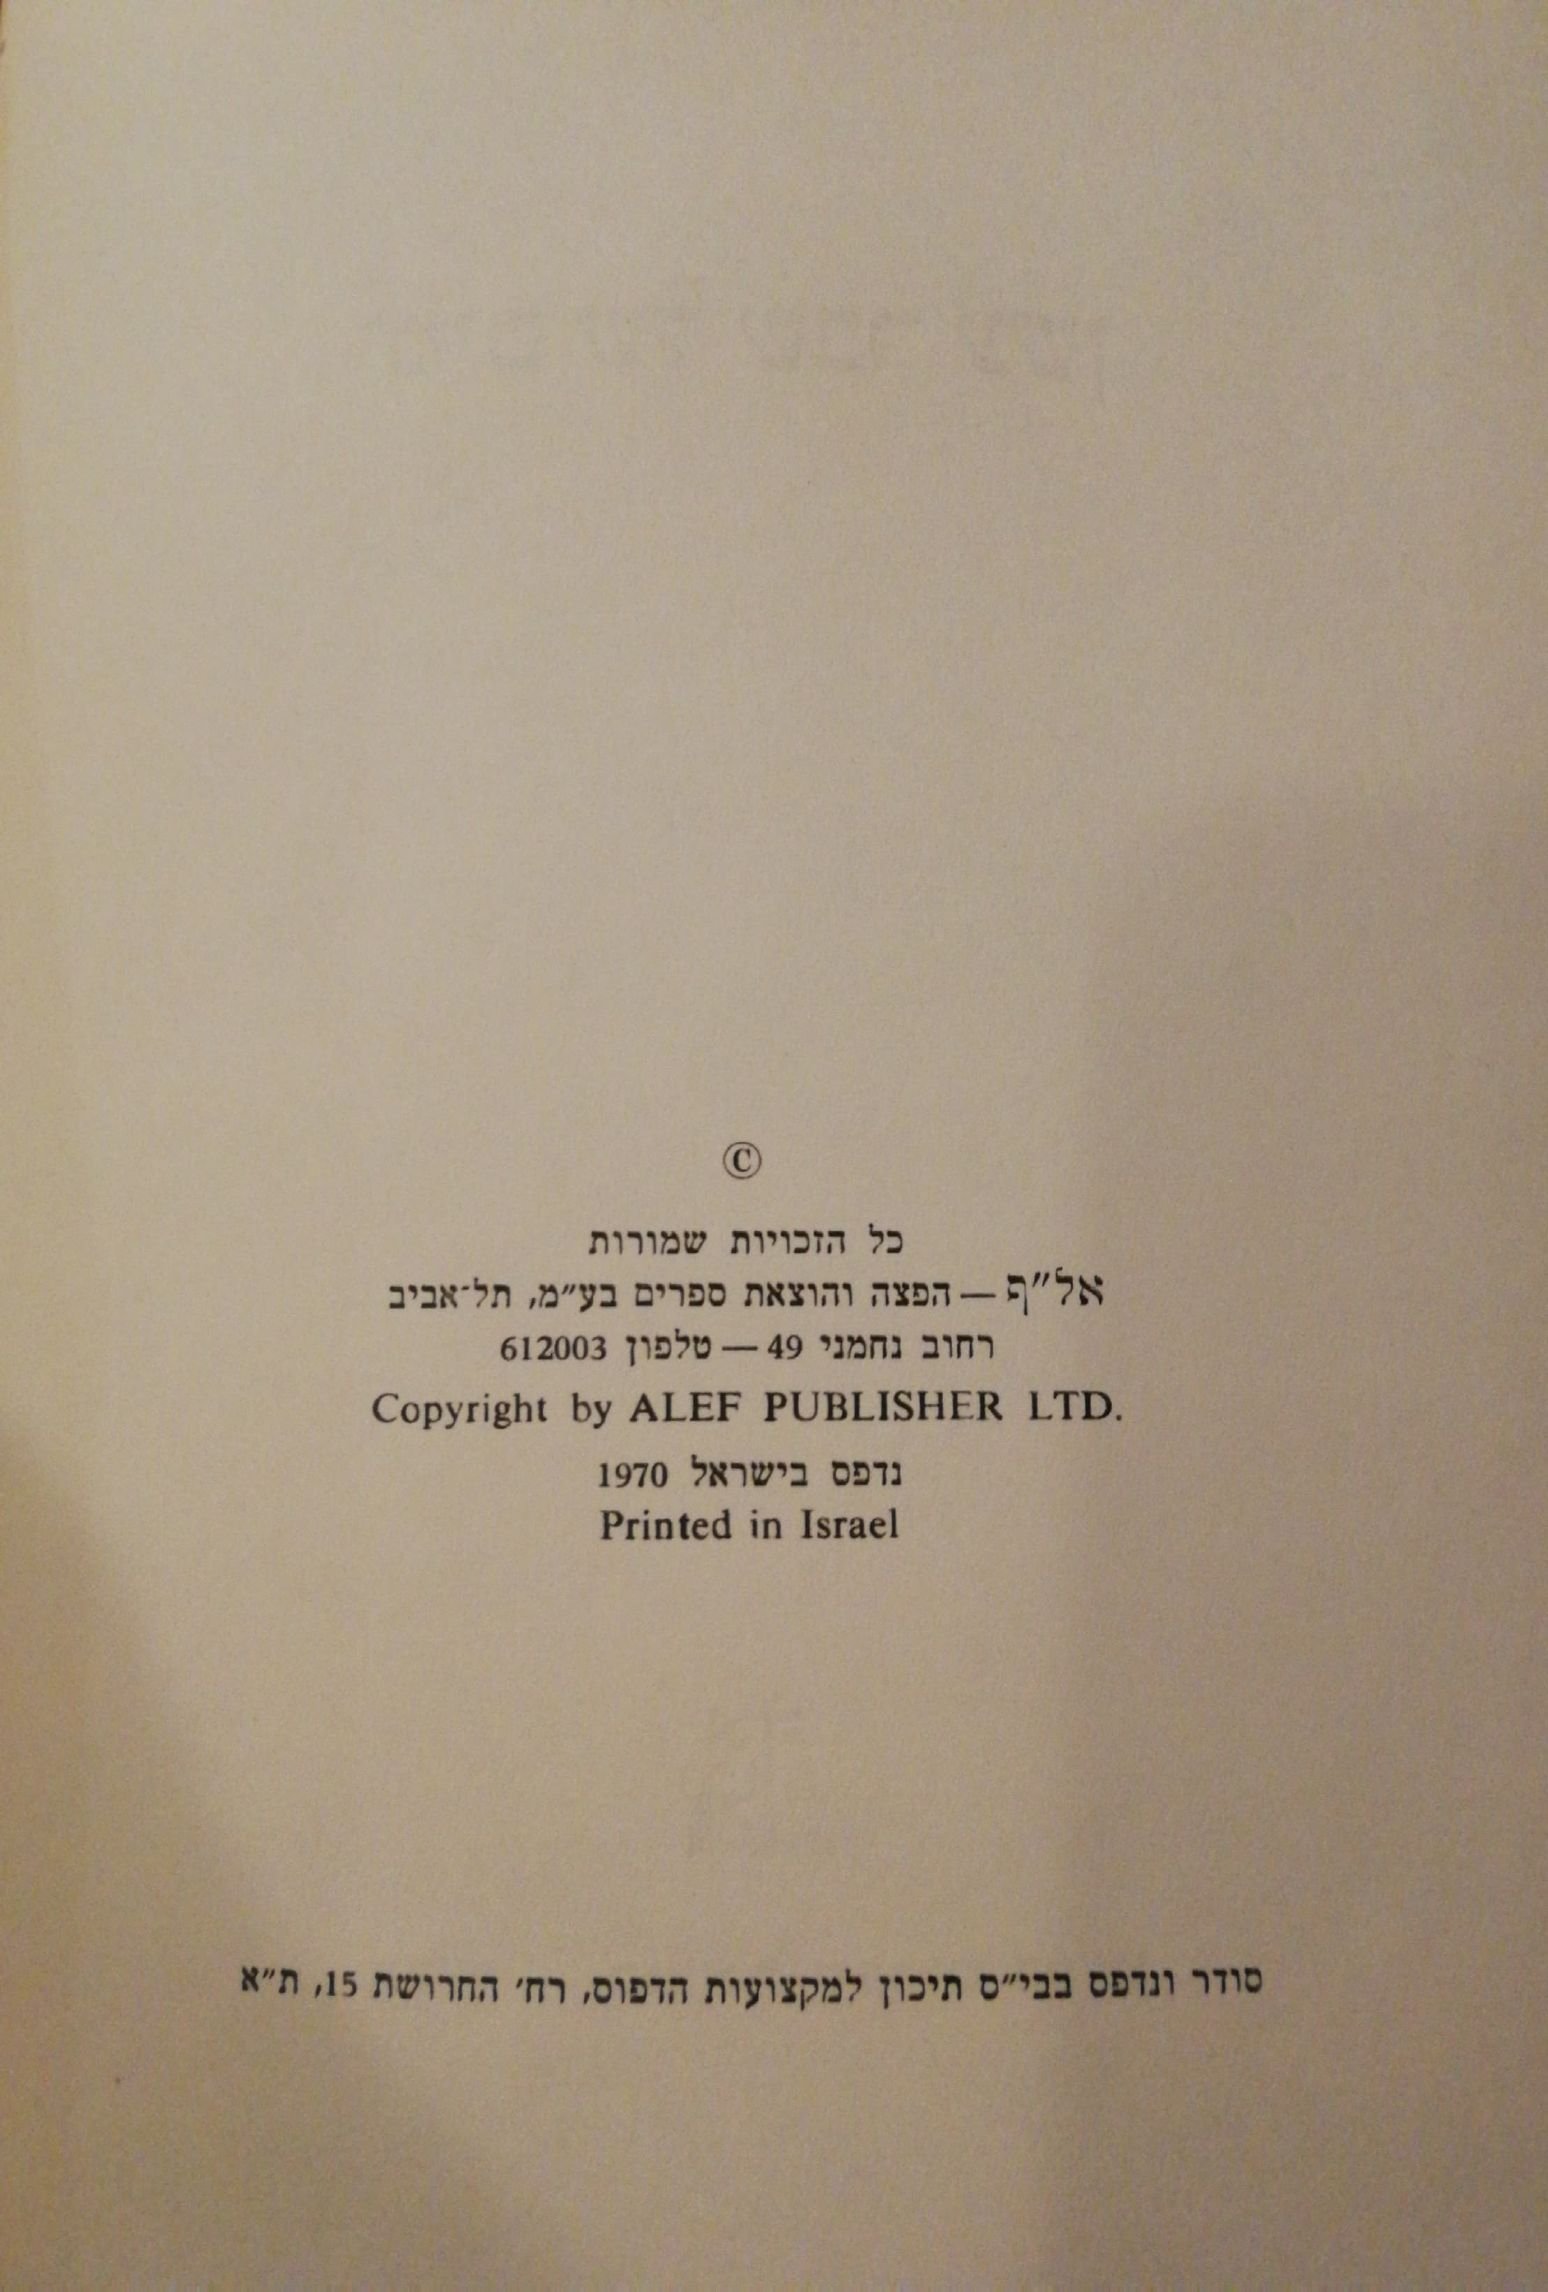 ©
כל הזכויות שמורות
אל״ף — הפצה והוצאת ספרים בע״מ, תל־אביב
רחוב נחמני 49 — טלפון 612003
Copyright by ALEF PUBLISHER LTD.
נדפס בישראל 1970
Printed in Israel
סודר ונדפס בבי״ס תיכון למקצועות הדפוס, רח׳ החרושת 15, ת״א